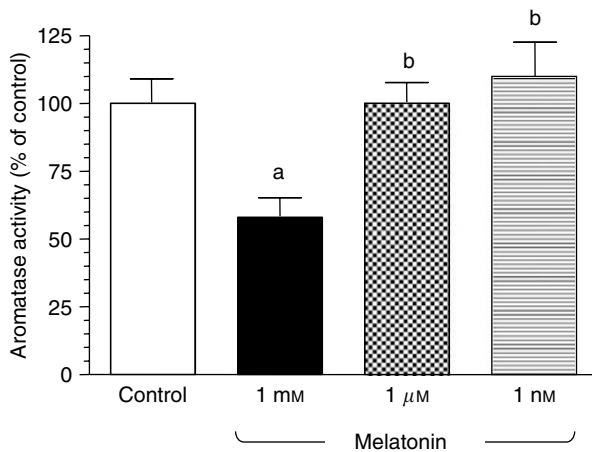 Aromatase activity (% of control)
125
100
75
50
25
0
a
b
b
Control
1 mM
1 μM
1 nM
Melatonin